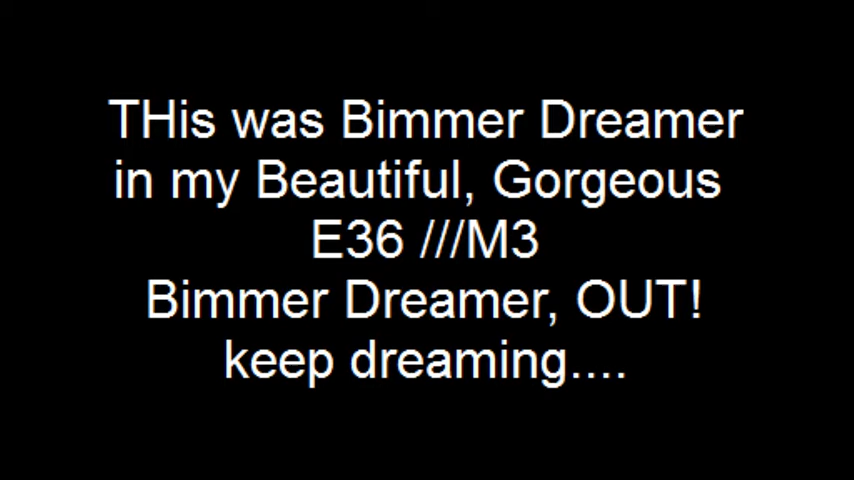 THis was Bimmer Dreamer
in my Beautiful, Gorgeous
E36 ///M3
Bimmer Dreamer, OUT!
keep dreaming....